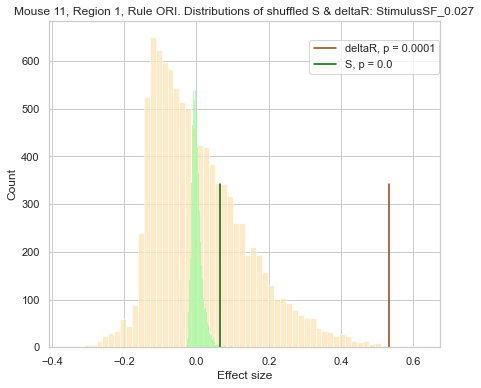 Mouse 11, Region 1, Rule ORI. Distributions of shuffled S & deltaR: StimulusSF_0.027
deltaR, p = 0.0001
S, p = 0.0
600
500
400
300
200
100
0
Count
−0.4 −0.2 0.0 0.2 0.4 0.6
Effect size